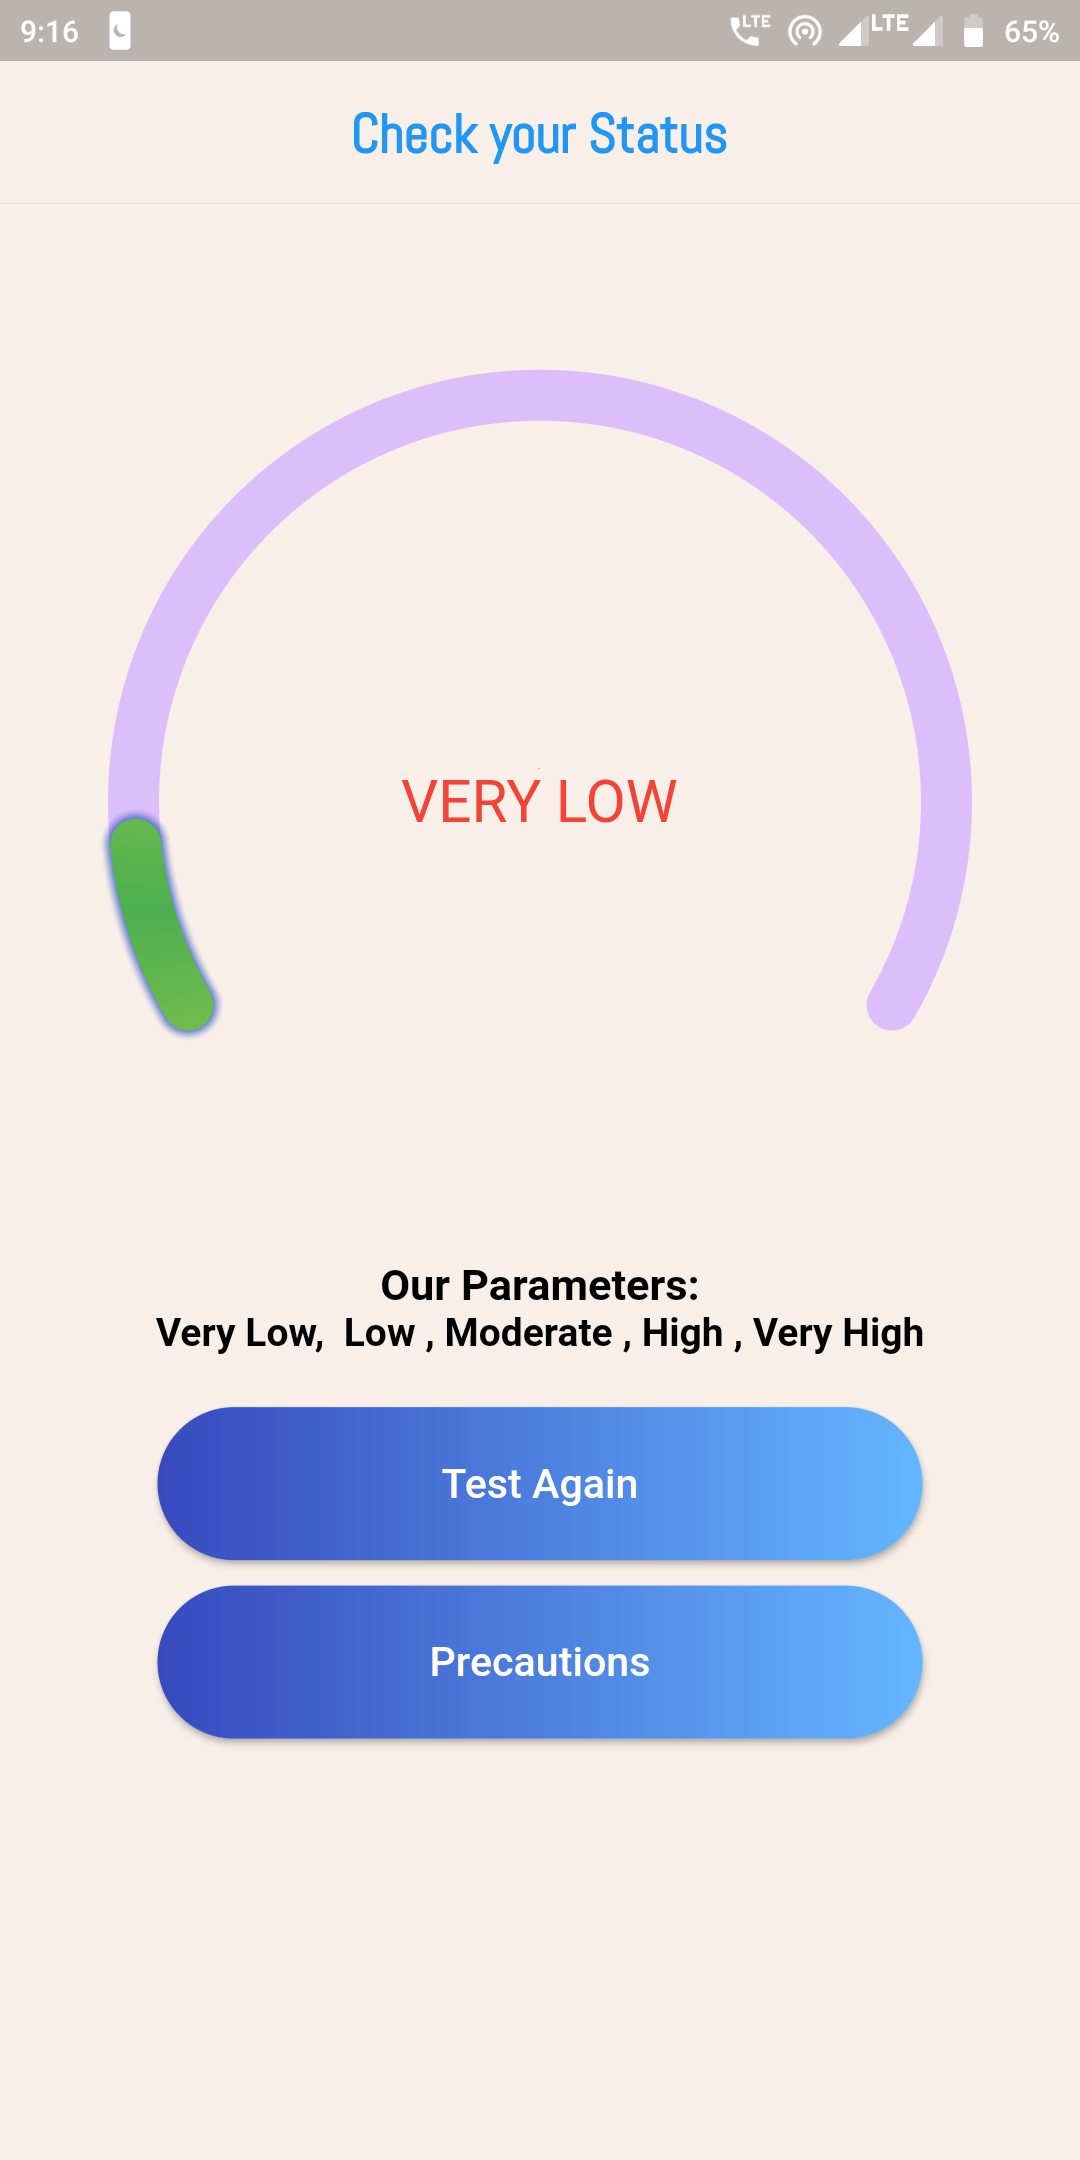 9:16 LTE LTE 65%
Check your Status
VERY LOW
Our Parameters:
Very Low,  Low , Moderate , High , Very High
Test Again
Precautions